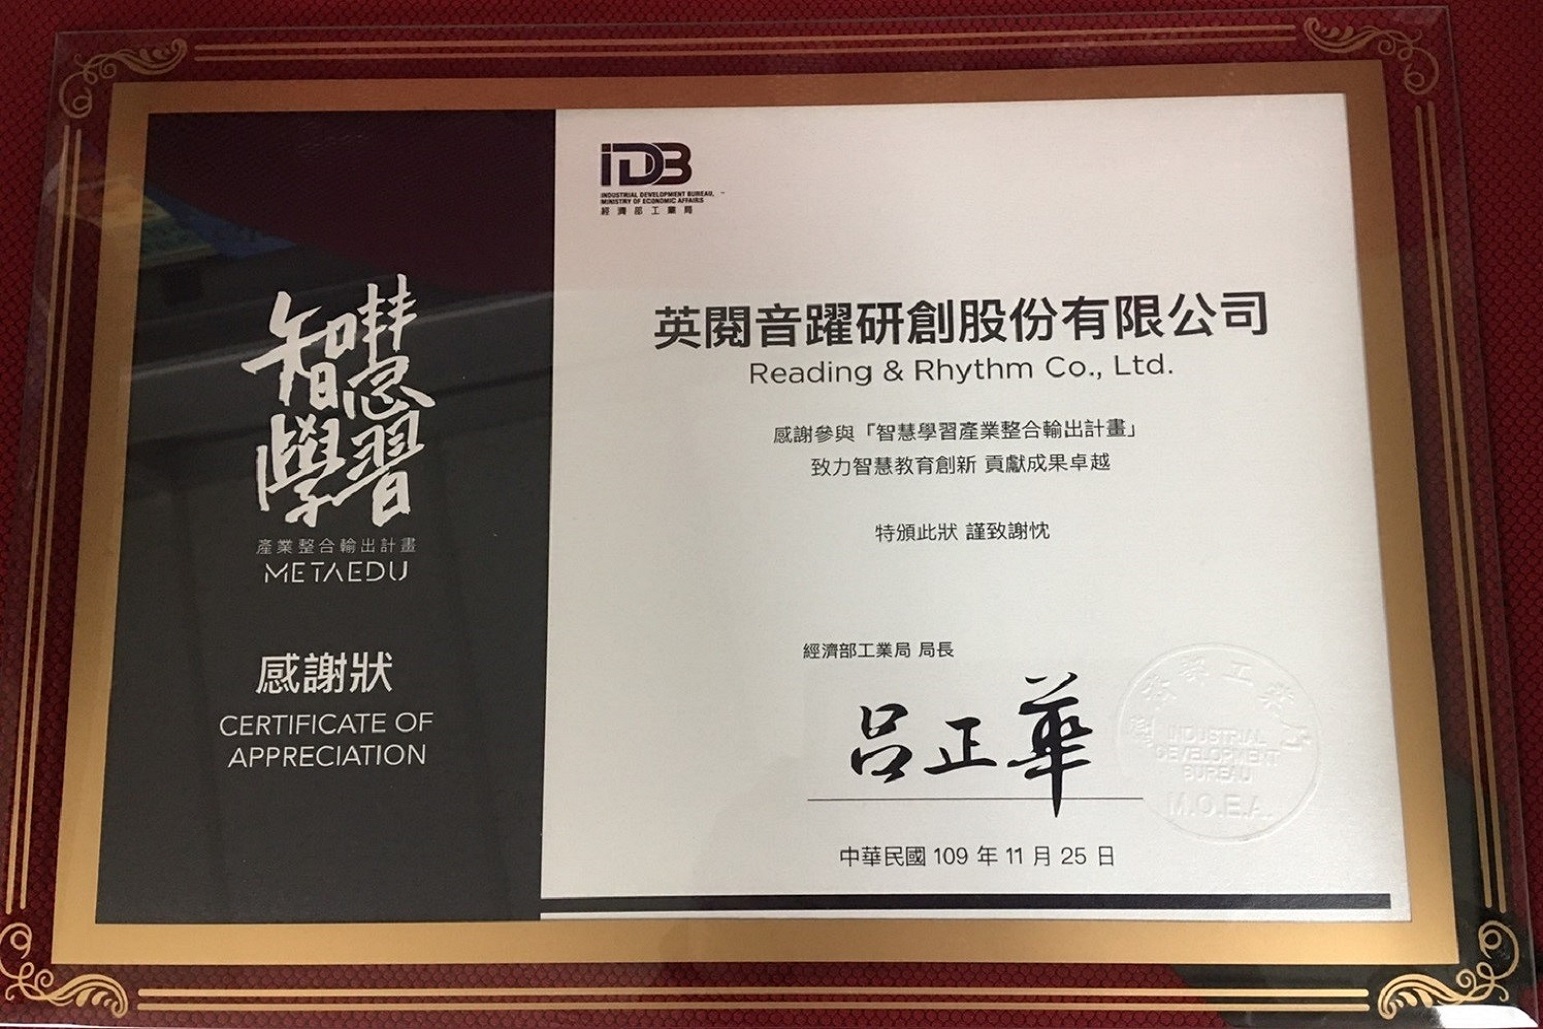 智慧
學習
產業整合輸出計畫
METAEDU
感謝狀
CERTIFICATE OF
APPRECIATION
IDB
INDUSTRIAL DEVELOPMENT BUREAU,
MINISTRY OF ECONOMIC AFFAIRS
經濟部工業局
英閱音躍研創股份有限公司
Reading & Rhythm Co., Ltd.
感謝參與「智慧學習產業整合輸出計畫」
致力智慧教育創新 貢獻成果卓越
特頒此狀 謹致謝忱
經濟部工業局 局長
呂正華
INDUSTRIAL
DEVELOPMENT
BUREAU
M.O.E.A.
中華民國 109 年 11 月 25 日